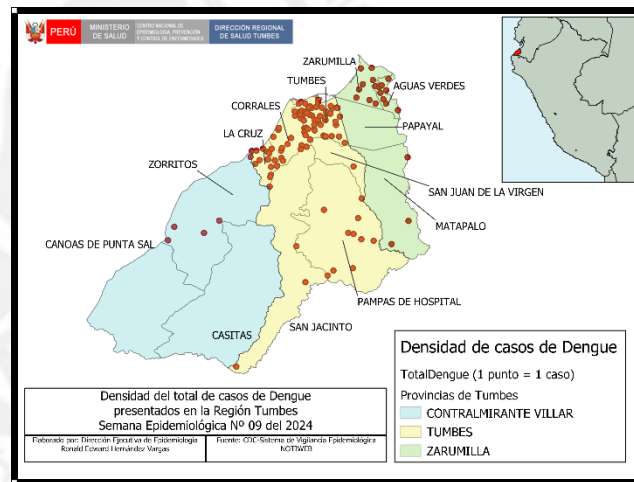 PERÚ
MINISTERIO
DE SALUD
CENTRO NACIONAL DE
EPIDEMIOLOGIA, PREVENCIÓN
Y CONTROL DE ENFERMEDADES
DIRECCIÓN REGIONAL
DE SALUD TUMBES
ZARUMILLA
TUMBES
AGUAS VERDES
CORRALES
PAPAYAL
LA CRUZ
ZORRITOS
SAN JUAN DE LA VIRGEN
MATAPALO
CANOAS DE PUNTA SAL
PAMPAS DE HOSPITAL
SAN JACINTO
CASITAS
Densidad de casos de Dengue
TotalDengue (1 punto = 1 caso)
Provincias de Tumbes
CONTRALMIRANTE VILLAR
TUMBES
ZARUMILLA
Densidad del total de casos de Dengue
presentados en la Región Tumbes
Semana Epidemiológica Nº 09 del 2024
Elaborado por: Dirección Ejecutiva de Epidemiología
Ronald Edward Hernández Vargas
Fuente: CDC-Sistema de Vigilancia Epidemiológica
NOTIWEB